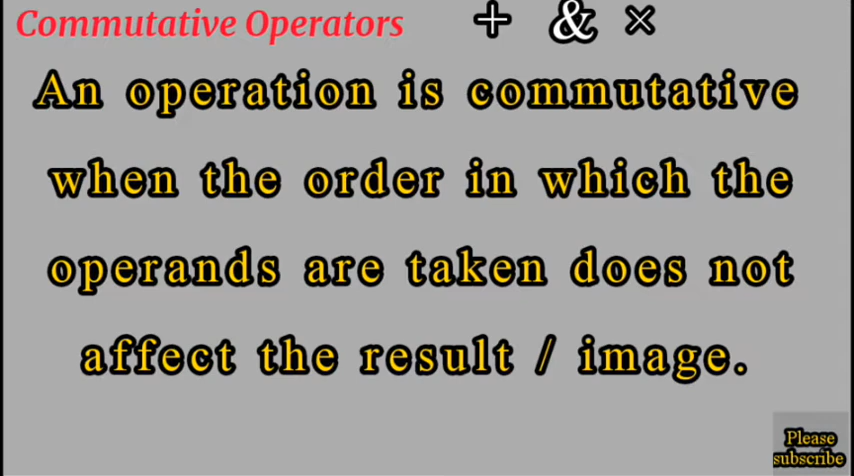 Commutative Operators + & ×
An operation is commutative
when the order in which the
operands are taken does not
affect the result / image.
Please
subscribe